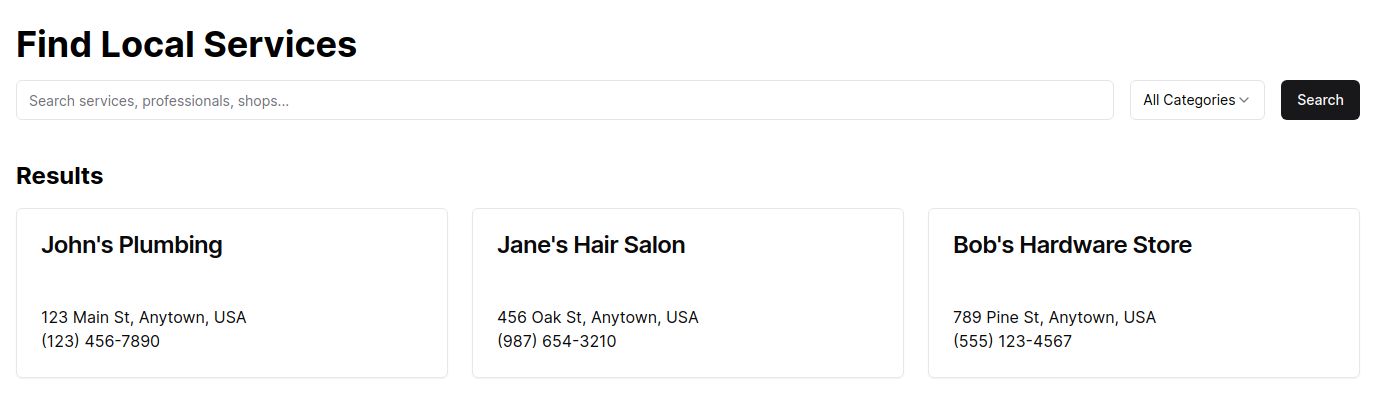 Find Local Services
Search services, professionals, shops...
All Categories
Search
Results
John's Plumbing
123 Main St, Anytown, USA
(123) 456-7890
Jane's Hair Salon
456 Oak St, Anytown, USA
(987) 654-3210
Bob's Hardware Store
789 Pine St, Anytown, USA
(555) 123-4567